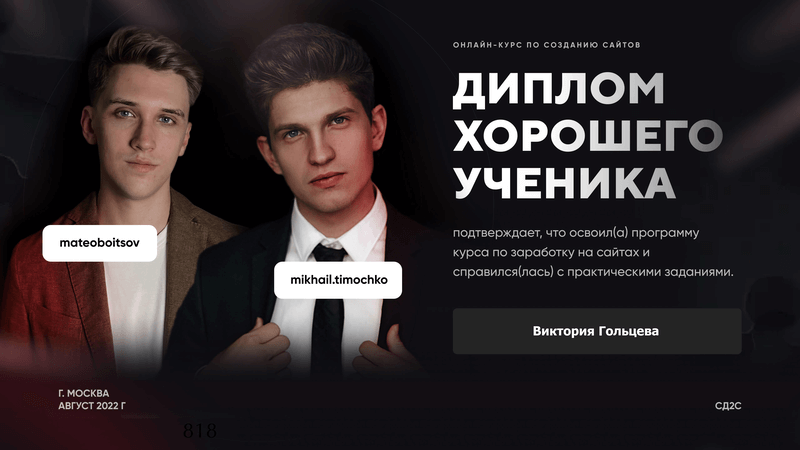 ОНЛАЙН-КУРС ПО СОЗДАНИЮ САЙТОВ
ДИПЛОМ
ХОРОШЕГО
УЧЕНИКА
подтверждает, что освоил(а) программу
курса по заработку на сайтах и
справился(лась) с практическими заданиями.
mateoboitsov
mikhail.timochko
Виктория Гольцева
Г. МОСКВА
АВГУСТ 2022 Г
СД2С
818